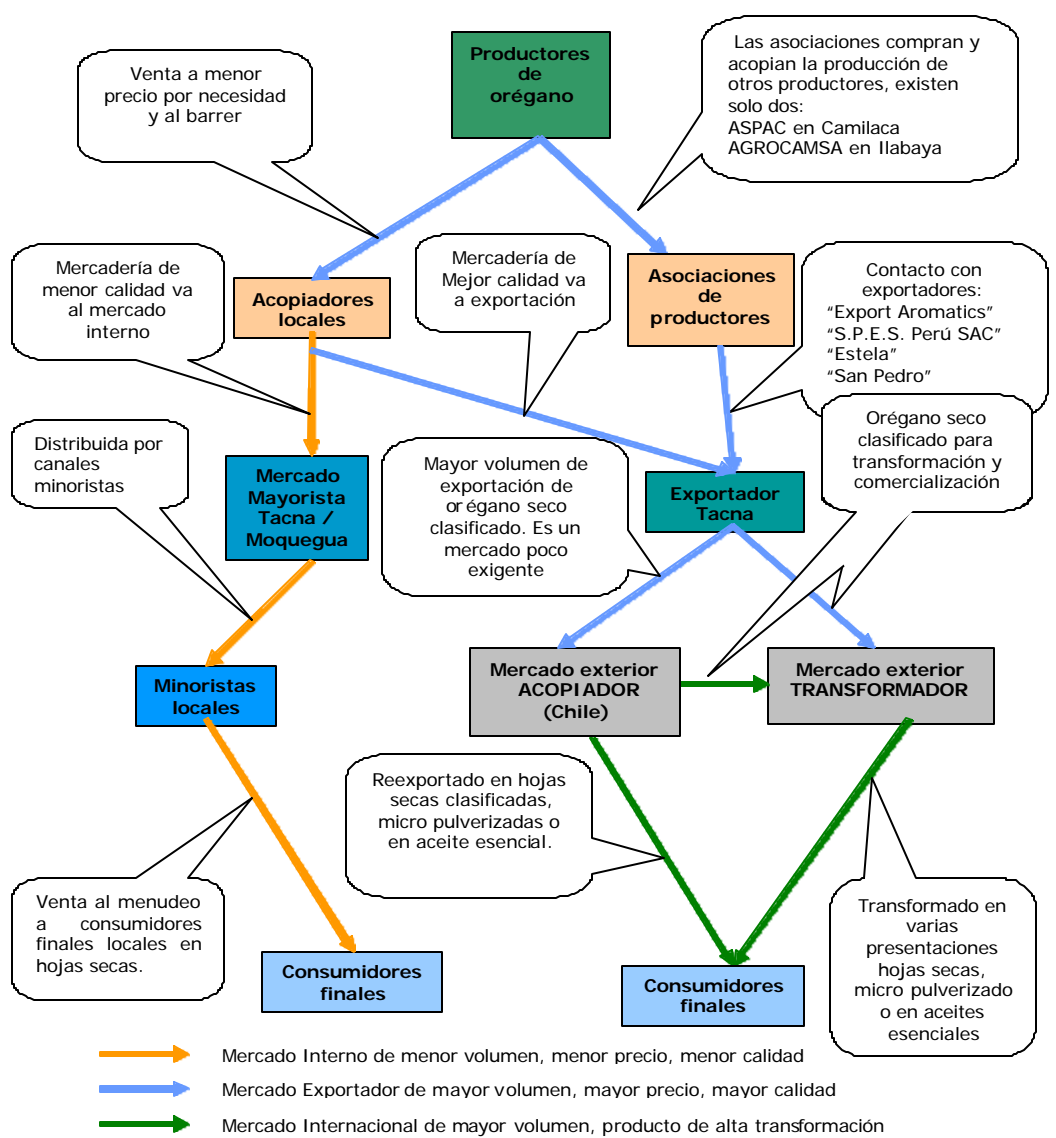 Productores
de
orégano
Venta a menor
precio por necesidad
y al barrer
Las asociaciones compran y
acopian la producción de
otros productores, existen
solo dos:
ASPAC en Camilaca
AGROCAMSA en Ilabaya
Mercadería de
menor calidad va
al mercado
interno
Acopiadores
locales
Mercadería de
Mejor calidad va
a exportación
Asociaciones
de
productores
Contacto con
exportadores:
“Export Aromatics”
“S.P.E.S. Perú SAC”
“Estela”
“San Pedro”
Distribuida por
canales
minoristas
Mercado
Mayorista
Tacna /
Moquegua
Mayor volumen de
exportación de
orégano seco
clasificado. Es un
mercado poco
exigente
Exportador
Tacna
Orégano seco
clasificado para
transformación y
comercialización
Minoristas
locales
Mercado exterior
ACOPIADOR
(Chile)
Mercado exterior
TRANSFORMADOR
Reexportado en hojas
secas clasificadas,
micro pulverizadas o
en aceite esencial.
Venta al menudeo
a consumidores
finales locales en
hojas secas.
Consumidores
finales
Consumidores
finales
Transformado en
varias
presentaciones
hojas secas,
micro pulverizado
o en aceites
esenciales
Mercado Interno de menor volumen, menor precio, menor calidad
Mercado Exportador de mayor volumen, mayor precio, mayor calidad
Mercado Internacional de mayor volumen, producto de alta transformación